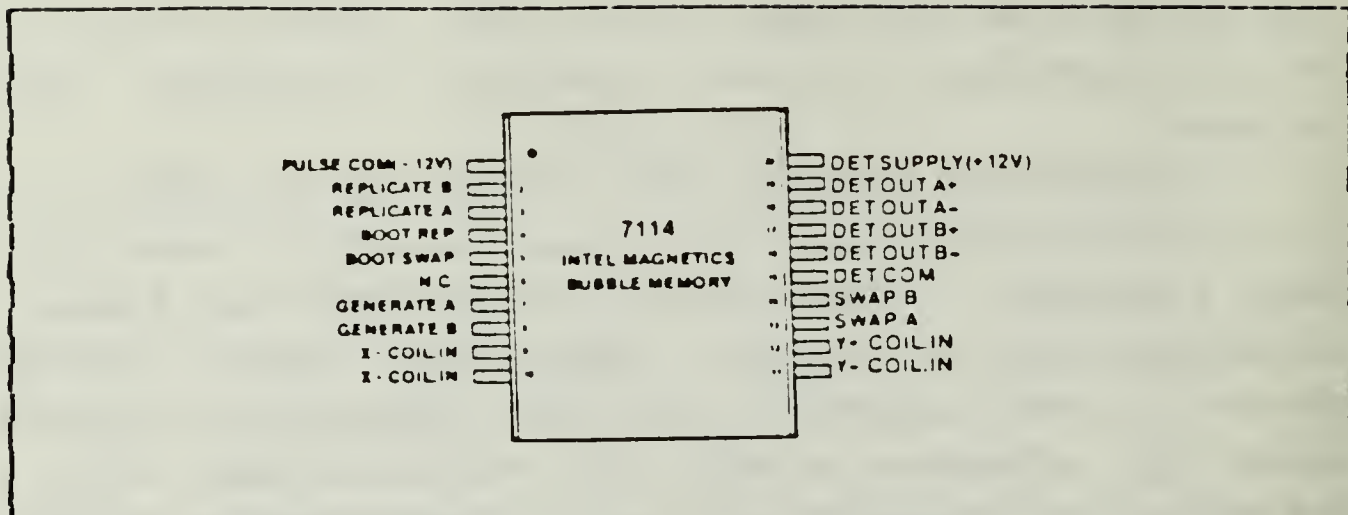 PULSE COM(- 12V)
REPLICATE B
REPLICATE A
BOOT REP
BOOT SWAP
N C
GENERATE A
GENERATE B
X - COIL.IN
X - COIL.IN
7114
INTEL MAGNETICS
BUBBLE MEMORY
DET SUPPLY(+12V)
DET OUT A+
DET OUT A-
DET OUT B+
DET OUT B-
DET COM
SWAP B
SWAP A
Y+ COIL.IN
Y- COIL.IN